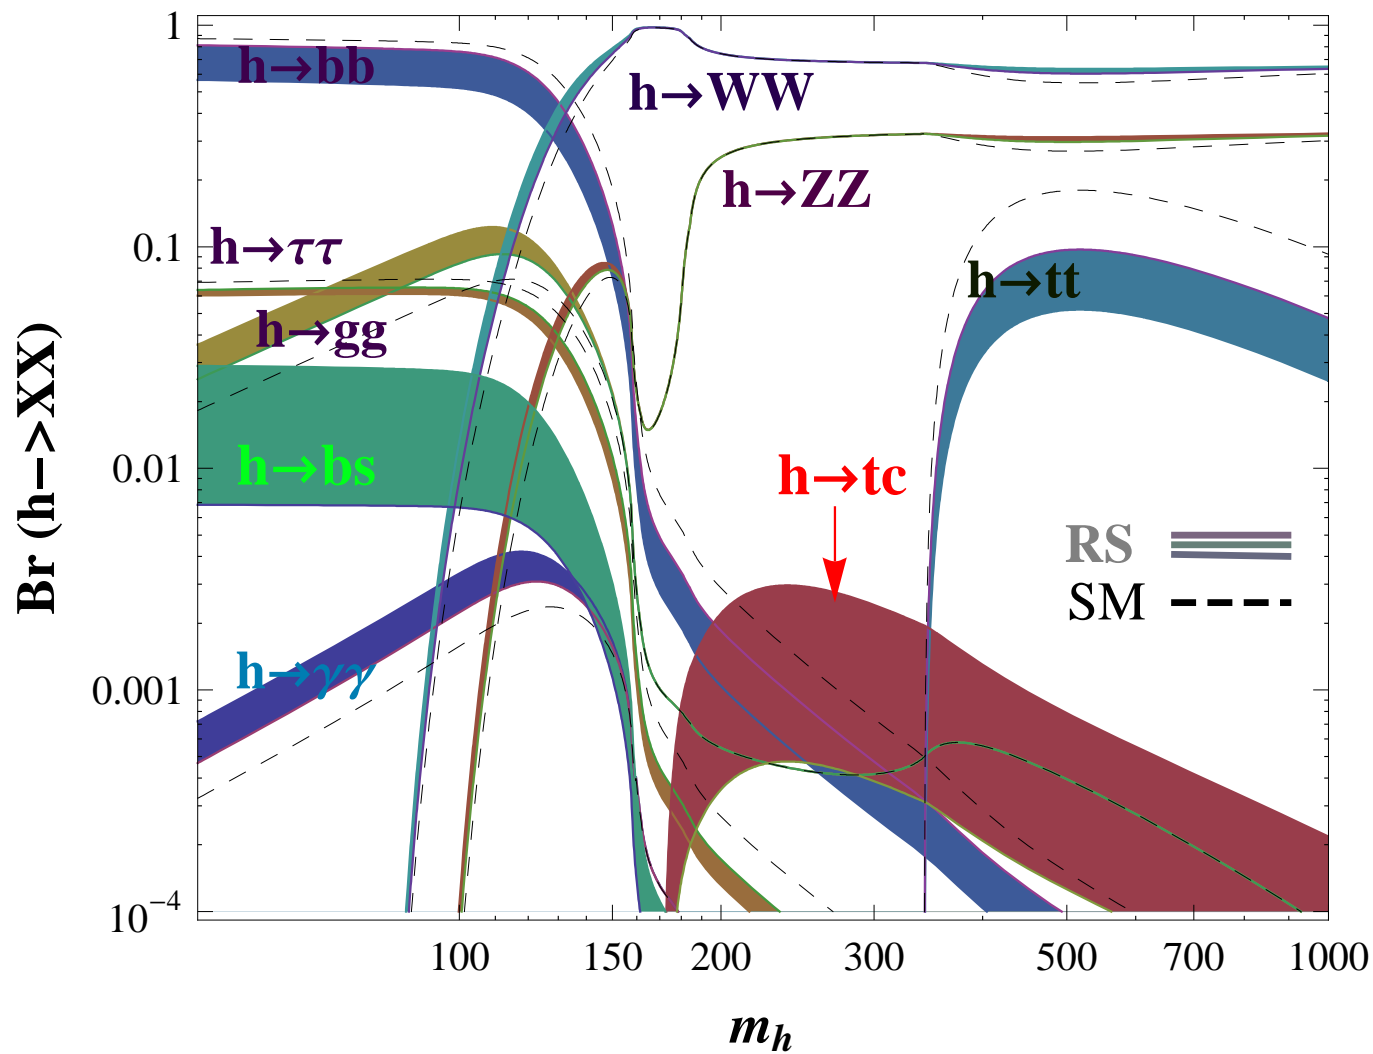 1
h→bb
h→WW
h→ZZ
0.1
h→ττ
h→tt
h→gg
Br (h−>XX)
0.01
h→bs
h→tc
RS
SM
0.001
h→γγ
10⁻⁴
100 150 200 300 500 700 1000
mₕ